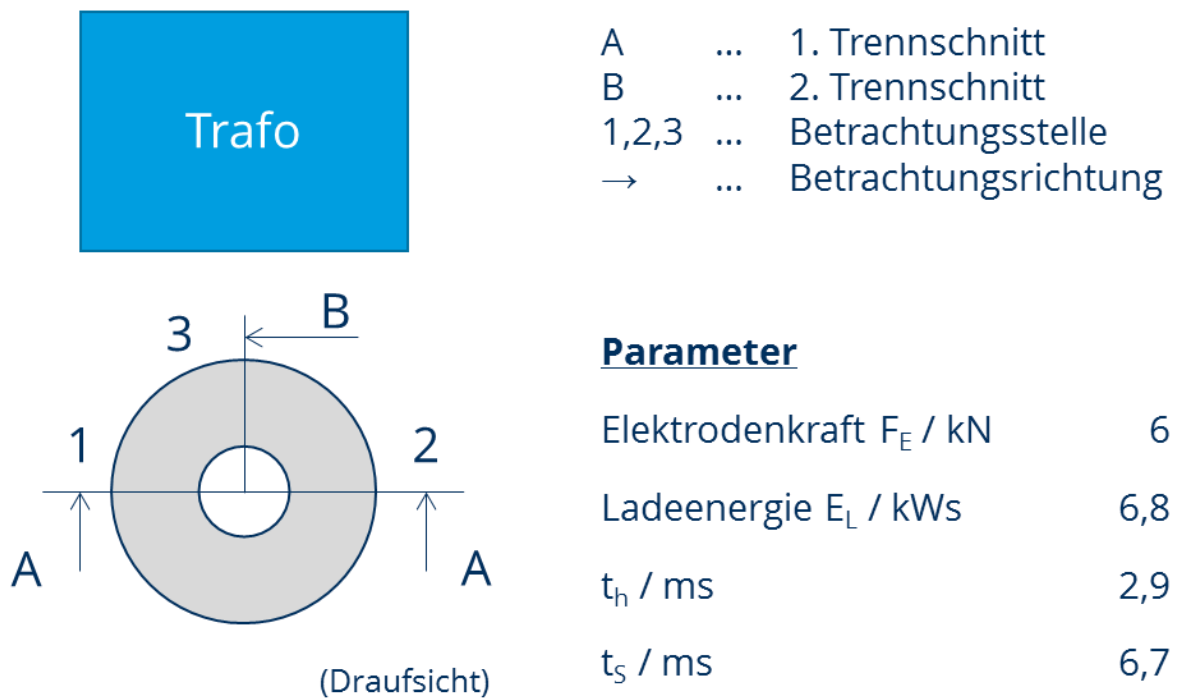 Trafo
A ... 1. Trennschnitt
B ... 2. Trennschnitt
1,2,3 ... Betrachtungsstelle
→ ... Betrachtungsrichtung
B
3
1
2
A
A
(Draufsicht)
Parameter
Elektrodenkraft F_E / kN 6
Ladeenergie E_L / kWs 6,8
t_h / ms 2,9
t_S / ms 6,7